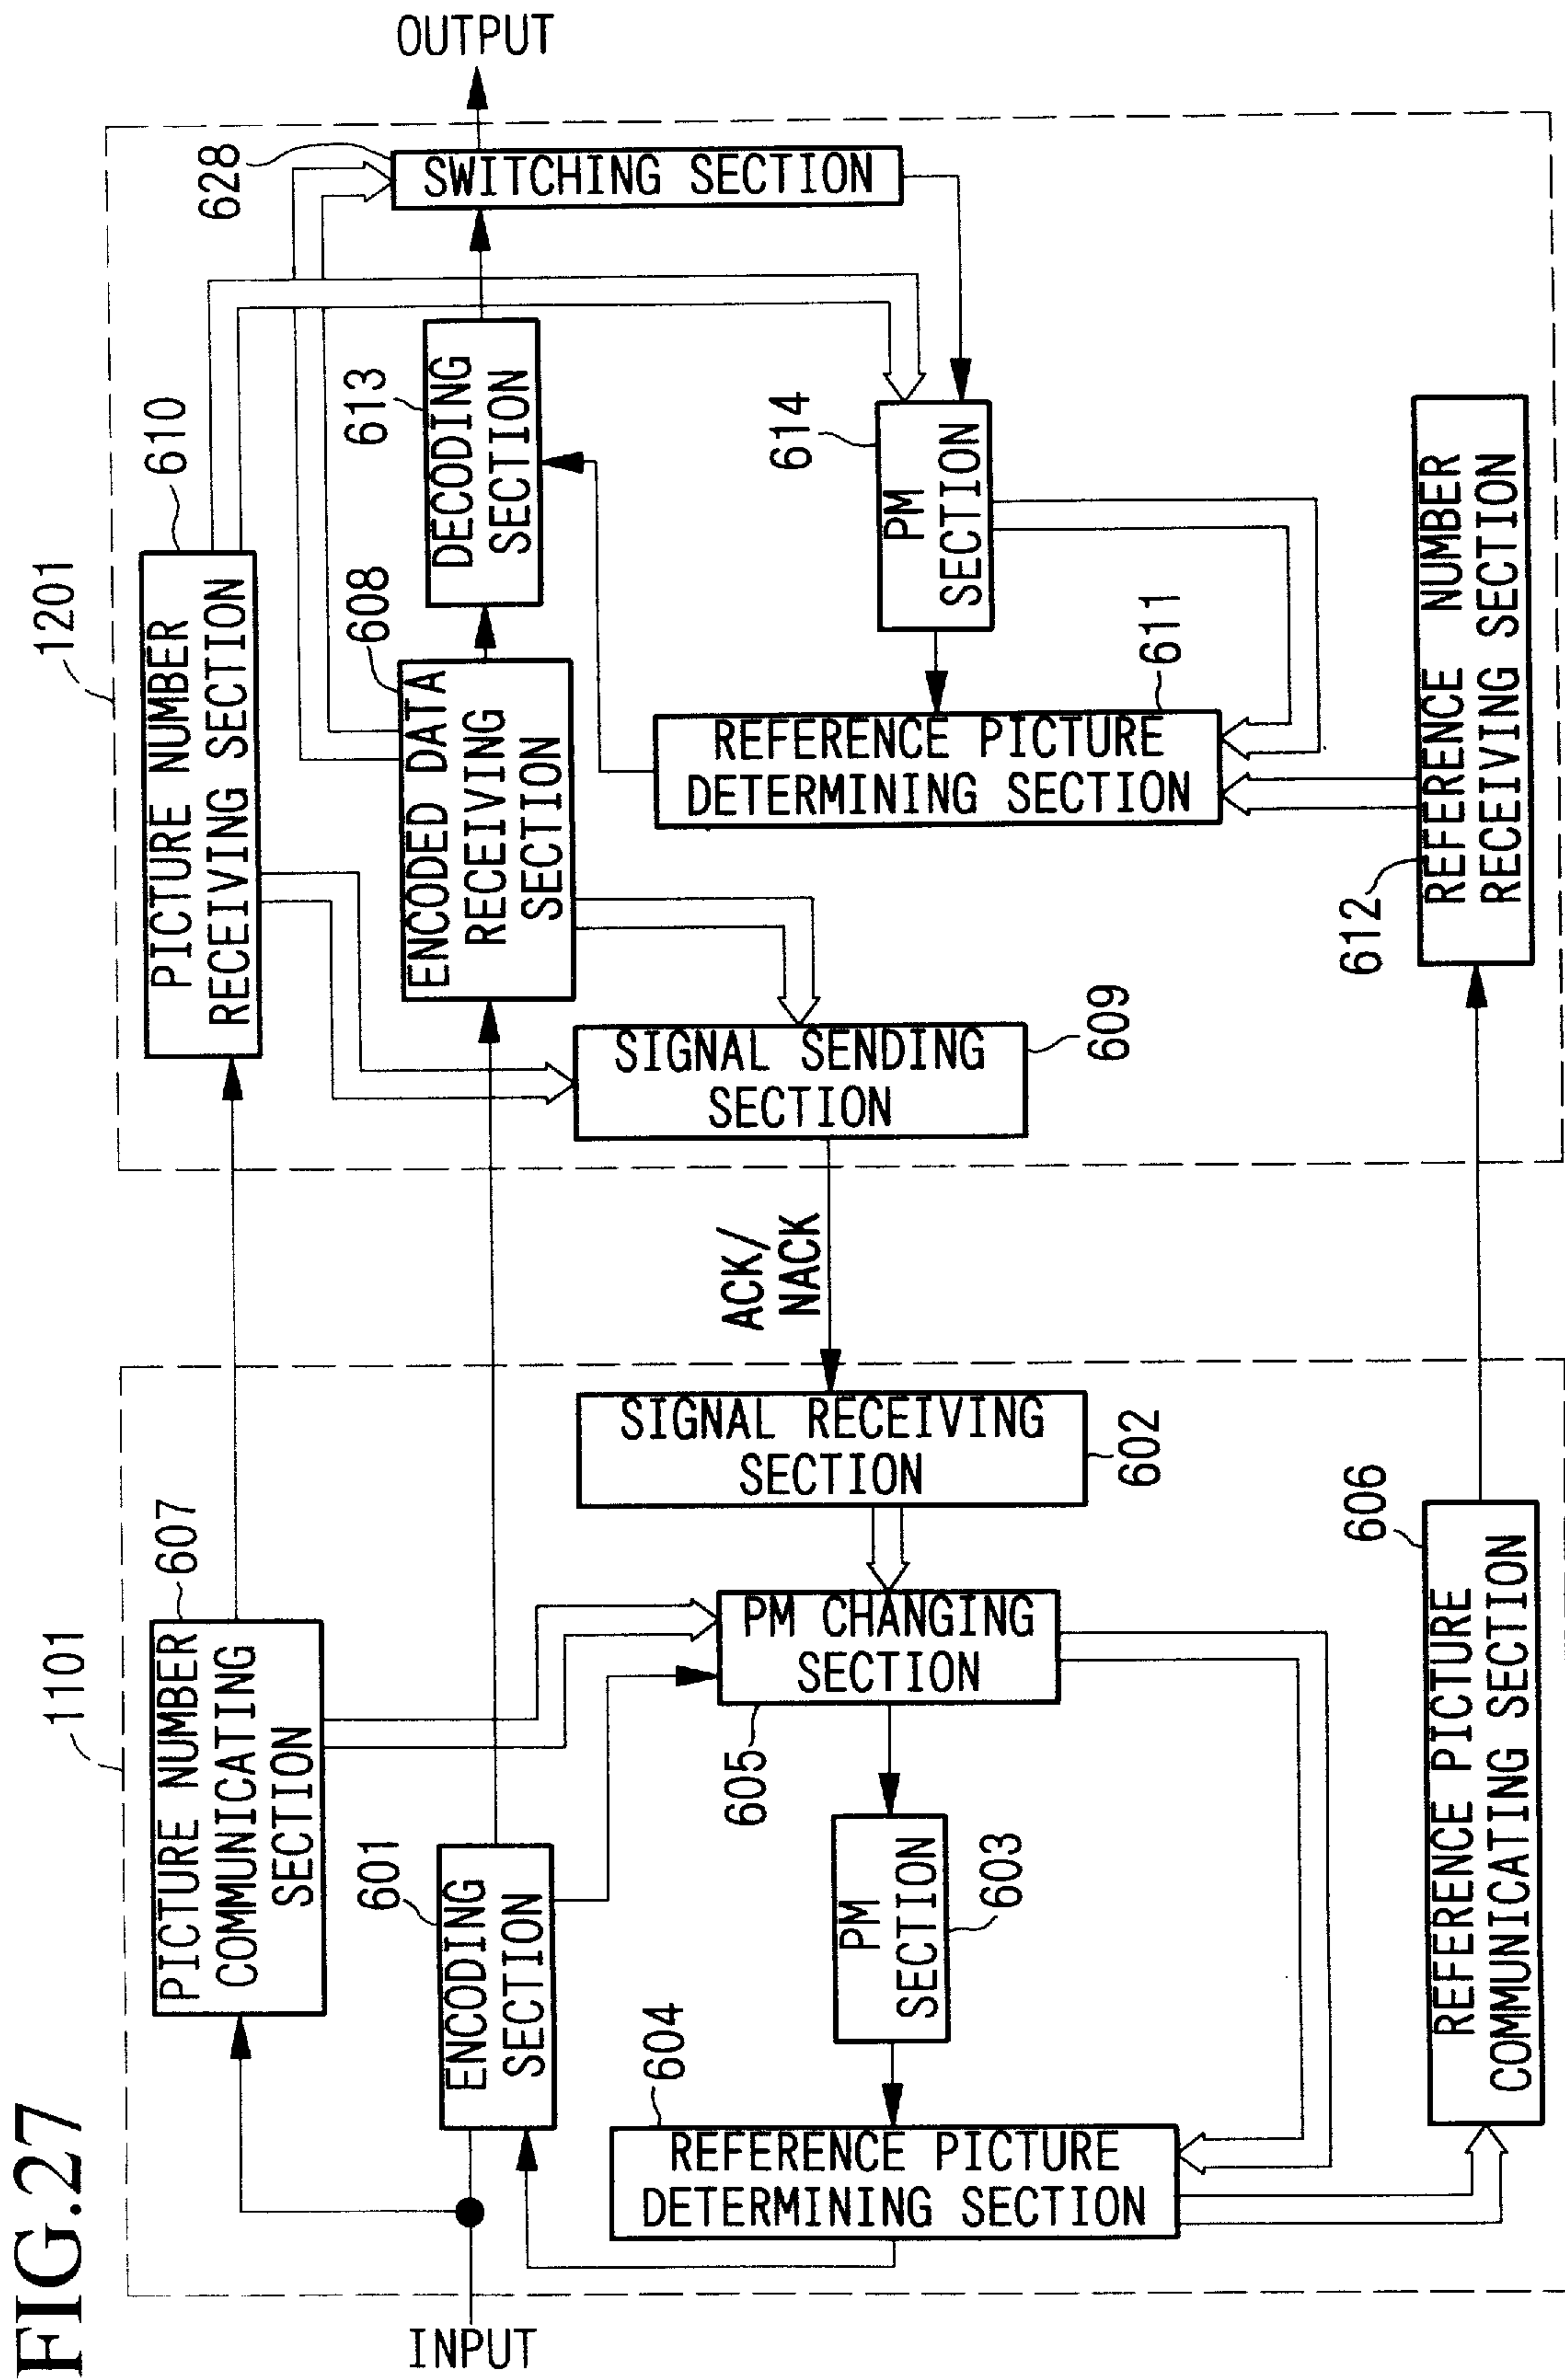 FIG.27
1101
1201
PICTURE NUMBER
COMMUNICATING
SECTION
607
PICTURE NUMBER
RECEIVING SECTION
610
INPUT
ENCODING
SECTION
601
ENCODED DATA
RECEIVING
SECTION
608
DECODING
SECTION
613
SWITCHING SECTION
628
OUTPUT
SIGNAL RECEIVING
SECTION
602
ACK/
NACK
SIGNAL SENDING
SECTION
609
PM CHANGING
SECTION
605
PM
SECTION
603
REFERENCE PICTURE
DETERMINING SECTION
604
REFERENCE PICTURE
DETERMINING SECTION
611
PM
SECTION
614
REFERENCE PICTURE
COMMUNICATING SECTION
606
REFERENCE NUMBER
RECEIVING SECTION
612